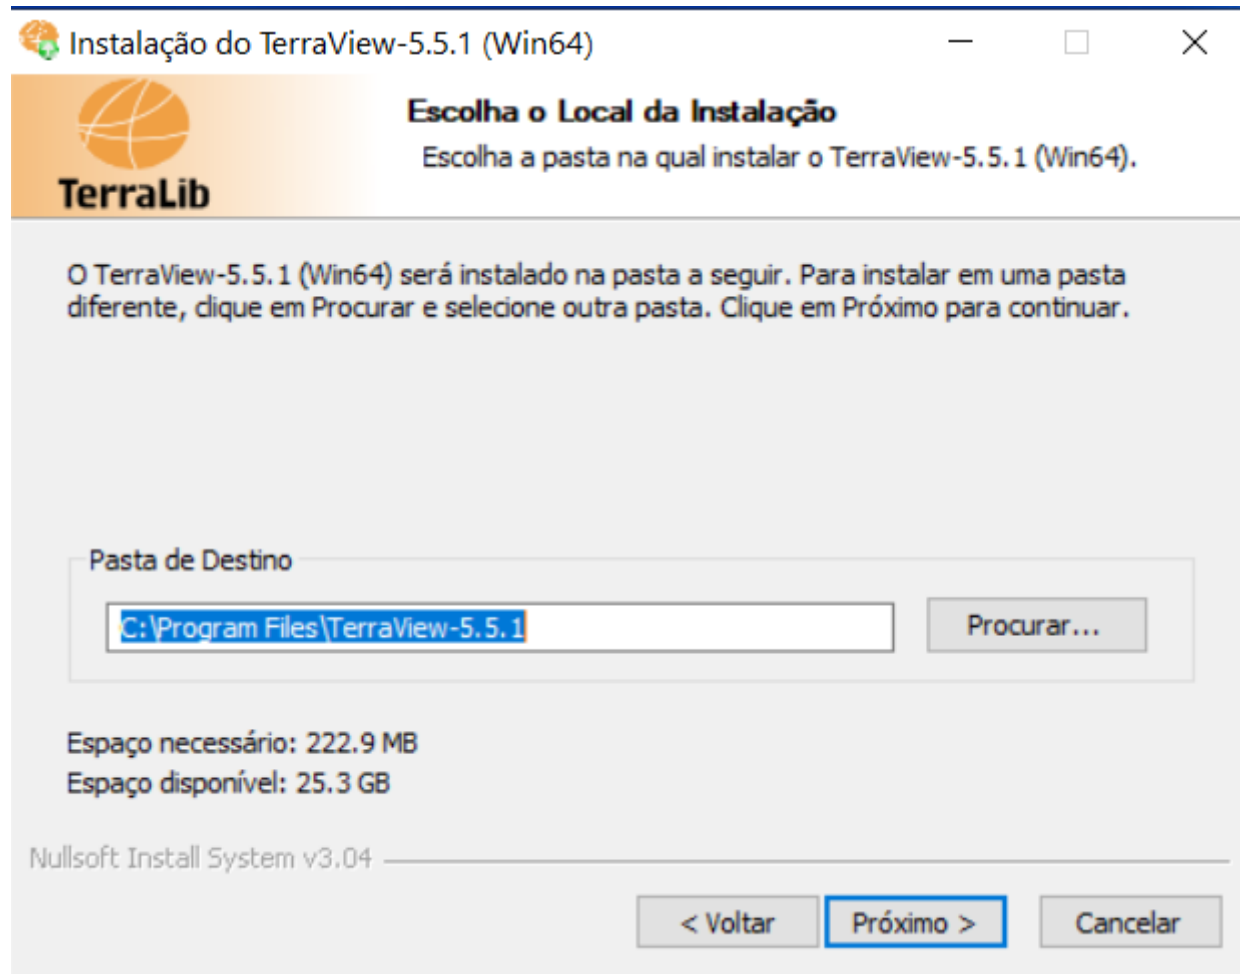 Instalação do TerraView-5.5.1 (Win64)
TerraLib
Escolha o Local da Instalação
Escolha a pasta na qual instalar o TerraView-5.5.1 (Win64).
O TerraView-5.5.1 (Win64) será instalado na pasta a seguir. Para instalar em uma pasta
diferente, clique em Procurar e selecione outra pasta. Clique em Próximo para continuar.
Pasta de Destino
C:\Program Files\TerraView-5.5.1
Procurar...
Espaço necessário: 222.9 MB
Espaço disponível: 25.3 GB
Nullsoft Install System v3.04
< Voltar
Próximo >
Cancelar